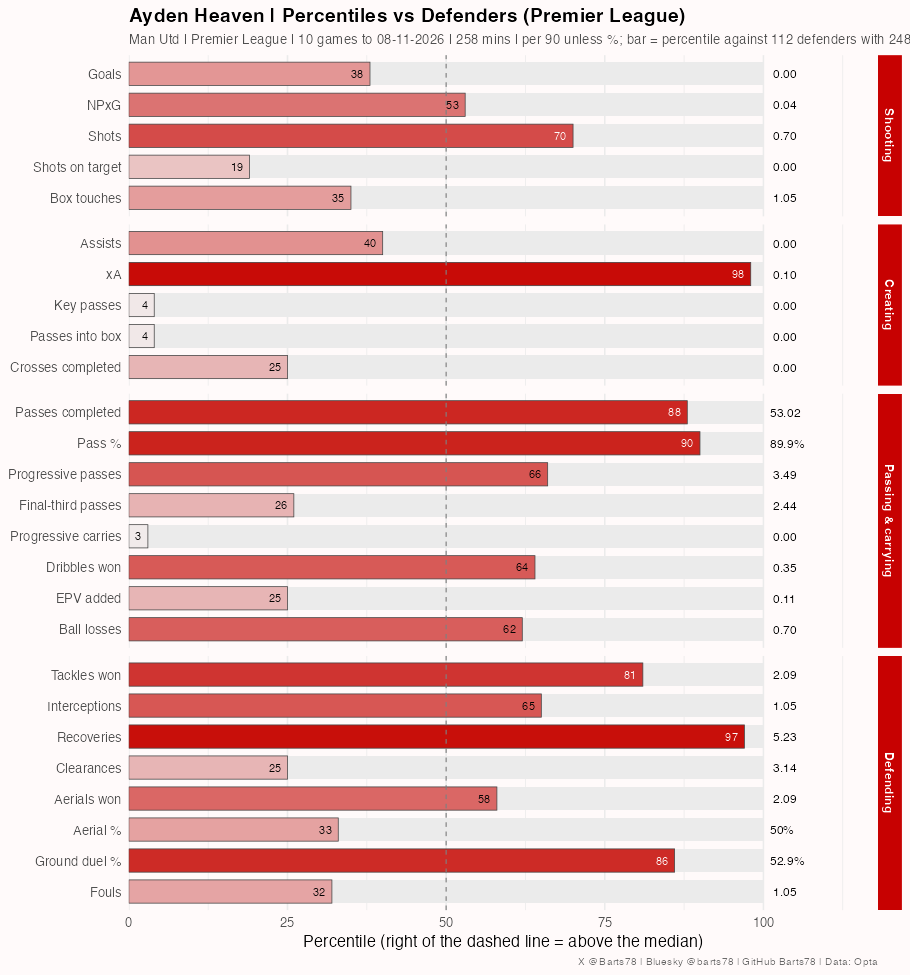 Ayden Heaven | Percentiles vs Defenders (Premier League)
Man Utd | Premier League | 10 games to 08-11-2026 | 258 mins | per 90 unless %; bar = percentile against 112 defenders with 248
Shooting
Goals 38 0.00
NPxG 53 0.04
Shots 70 0.70
Shots on target 19 0.00
Box touches 35 1.05
Creating
Assists 40 0.00
xA 98 0.10
Key passes 4 0.00
Passes into box 4 0.00
Crosses completed 25 0.00
Passing & carrying
Passes completed 88 53.02
Pass % 90 89.9%
Progressive passes 66 3.49
Final-third passes 26 2.44
Progressive carries 3 0.00
Dribbles won 64 0.35
EPV added 25 0.11
Ball losses 62 0.70
Defending
Tackles won 81 2.09
Interceptions 65 1.05
Recoveries 97 5.23
Clearances 25 3.14
Aerials won 58 2.09
Aerial % 33 50%
Ground duel % 86 52.9%
Fouls 32 1.05
0 25 50 75 100
Percentile (right of the dashed line = above the median)
X @Barts78 | Bluesky @barts78 | GitHub Barts78 | Data: Opta